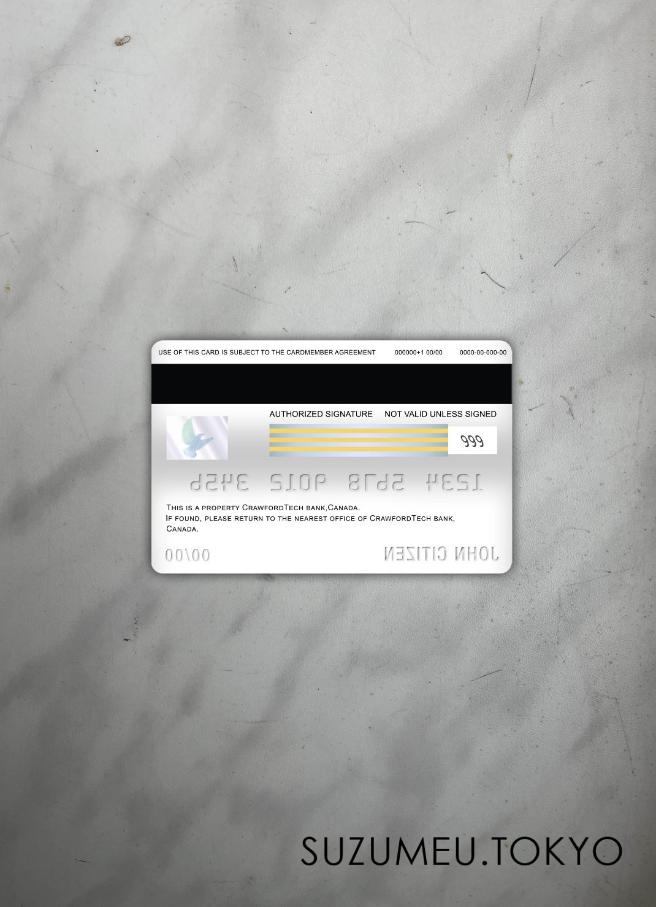 USE OF THIS CARD IS SUBJECT TO THE CARDMEMBER AGREEMENT 000000+1 00/00 0000-00-000-00
AUTHORIZED SIGNATURE NOT VALID UNLESS SIGNED
999
1234 5678 9012 3456
THIS IS A PROPERTY CRAWFORDTECH BANK,CANADA.
IF FOUND, PLEASE RETURN TO THE NEAREST OFFICE OF CRAWFORDTECH BANK,
CANADA.
00/00 JOHN CITIZEN
SUZUMEU.TOKYO